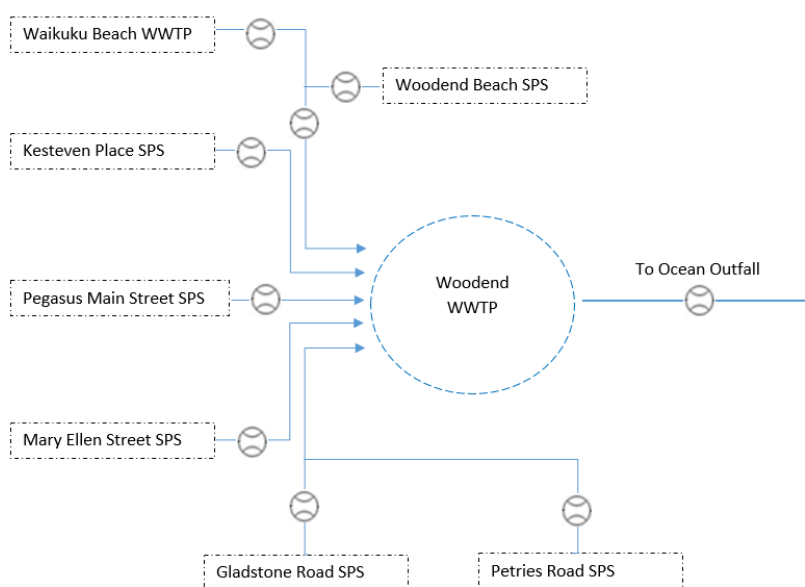 Waikuku Beach WWTP
Woodend Beach SPS
Kesteven Place SPS
Woodend
WWTP
To Ocean Outfall
Pegasus Main Street SPS
Mary Ellen Street SPS
Gladstone Road SPS
Petries Road SPS